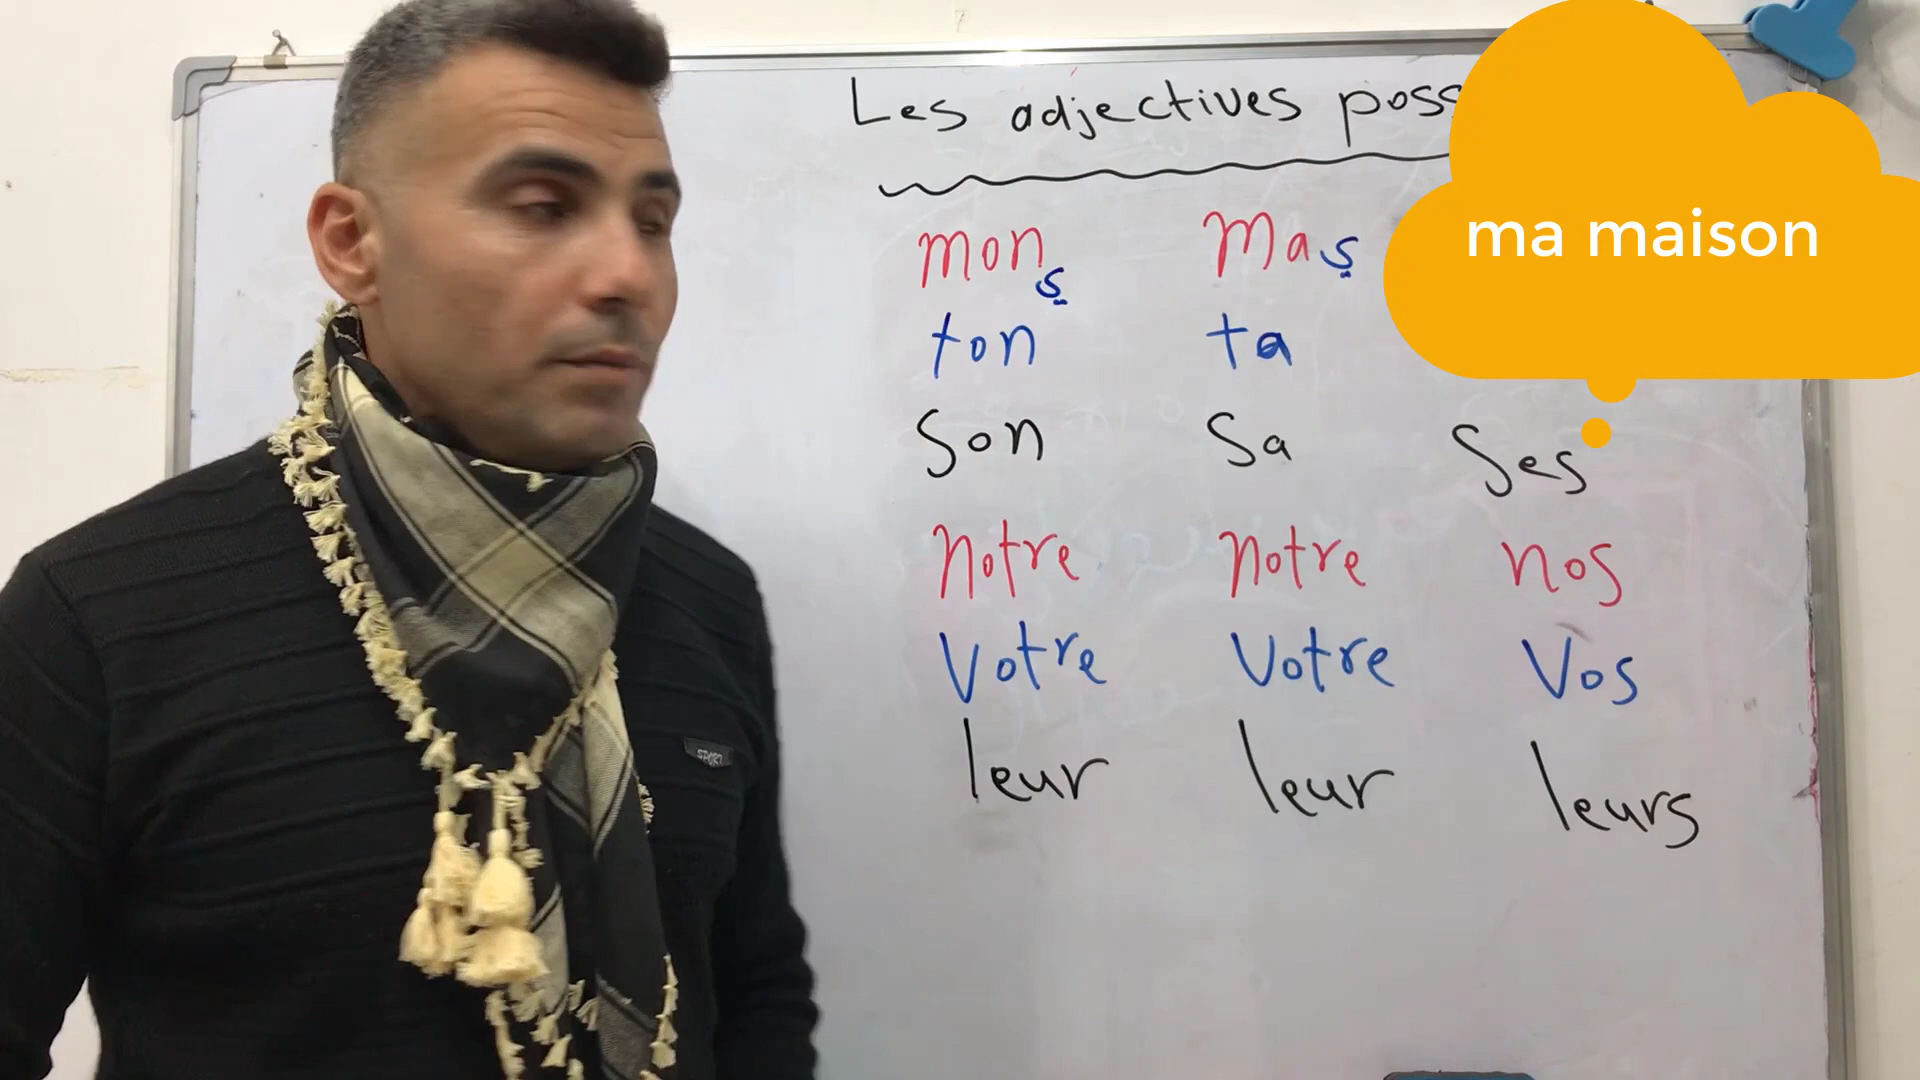 Les adjectives poss
ma maison
mon mas
s
ton ta
Son Sa Ses
notre notre nos
Votre Votre Vos
leur leur leurs
SPORT